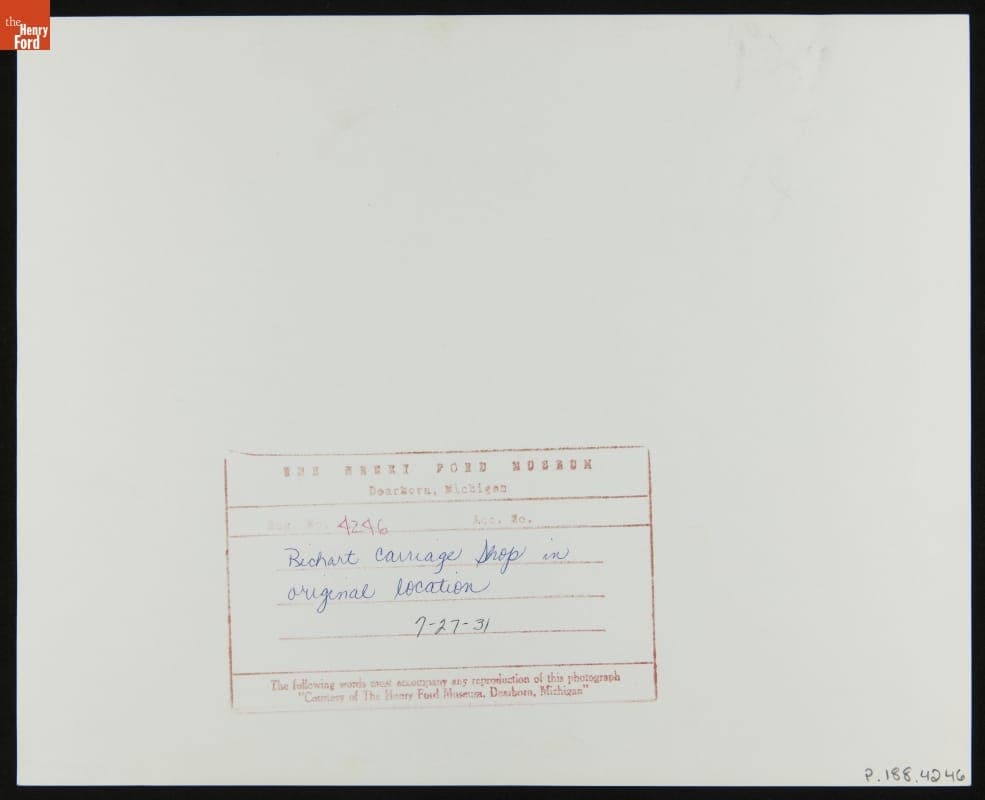 the
Henry
Ford
THE HENRY FORD MUSEUM
Dearborn, Michigan
Neg. No. 4246 Acc. No.
Richart Carriage Shop in
original location
7-27-31
The following words must accompany any reproduction of this photograph
"Courtesy of The Henry Ford Museum, Dearborn, Michigan"
P.188.4246